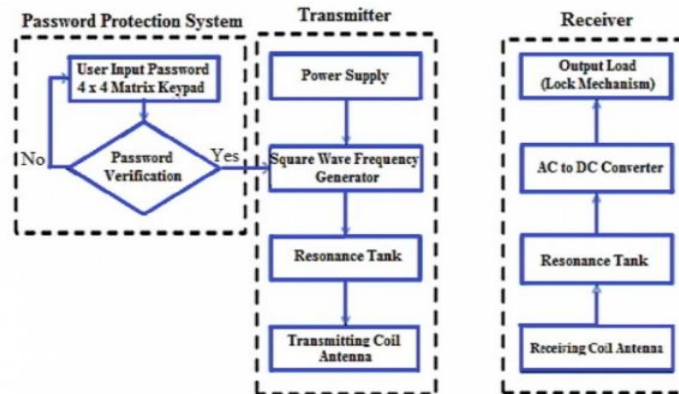 Password Protection System
User Input Password
4 x 4 Matrix Keypad
No
Password
Verification
Yes
Transmitter
Power Supply
Square Wave Frequency
Generator
Resonance Tank
Transmitting Coil
Antenna
Receiver
Output Load
(Lock Mechanism)
AC to DC Converter
Resonance Tank
Receiving Coil Antenna